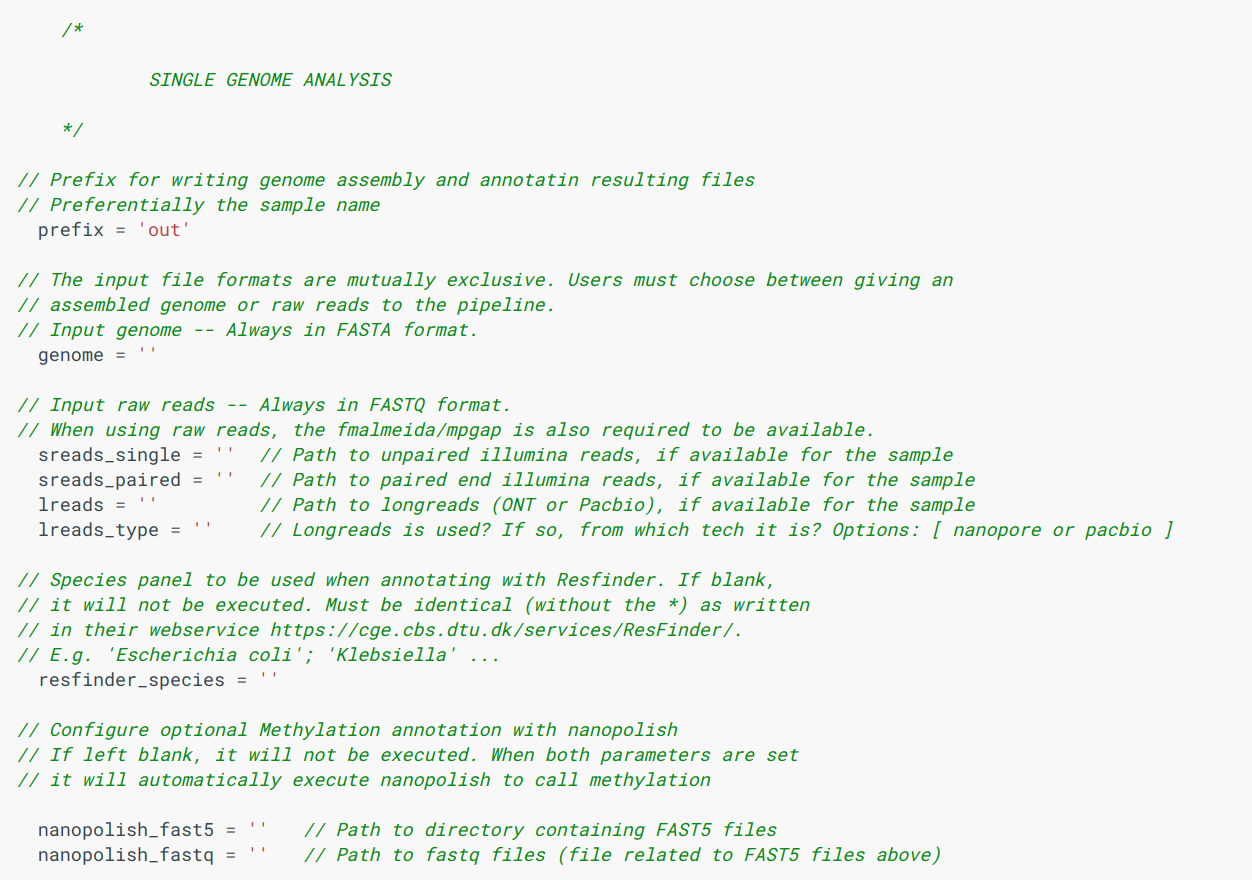 /*
SINGLE GENOME ANALYSIS
*/
// Prefix for writing genome assembly and annotatin resulting files
// Preferentially the sample name
prefix = 'out'
// The input file formats are mutually exclusive. Users must choose between giving an
// assembled genome or raw reads to the pipeline.
// Input genome -- Always in FASTA format.
genome = ''
// Input raw reads -- Always in FASTQ format.
// When using raw reads, the fmalmeida/mpgap is also required to be available.
sreads_single = '' // Path to unpaired illumina reads, if available for the sample
sreads_paired = '' // Path to paired end illumina reads, if available for the sample
lreads = '' // Path to longreads (ONT or Pacbio), if available for the sample
lreads_type = '' // Longreads is used? If so, from which tech it is? Options: [ nanopore or pacbio ]
// Species panel to be used when annotating with Resfinder. If blank,
// it will not be executed. Must be identical (without the *) as written
// in their webservice https://cge.cbs.dtu.dk/services/ResFinder/.
// E.g. 'Escherichia coli'; 'Klebsiella' ...
resfinder_species = ''
// Configure optional Methylation annotation with nanopolish
// If left blank, it will not be executed. When both parameters are set
// it will automatically execute nanopolish to call methylation
nanopolish_fast5 = '' // Path to directory containing FAST5 files
nanopolish_fastq = '' // Path to fastq files (file related to FAST5 files above)